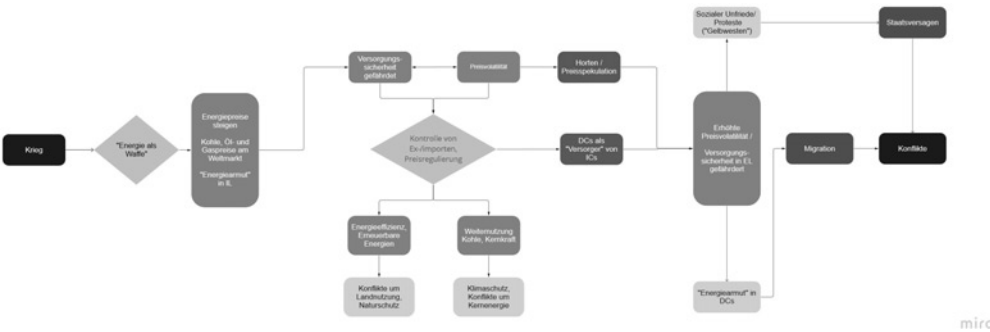 Krieg
"Energie als
Waffe"
Energiepreise
steigen
Kohle, Öl- und
Gaspreise am
Weltmarkt
"Energiearmut"
in IL
Versorgungs-
sicherheit
gefährdet
Preisvolatilität
Horten /
Preisspekulation
Kontrolle von
Ex-/Importen,
Preisregulierung
DCs als
"Versorger" von
ICs
Energieeffizienz,
Erneuerbare
Energien
Weiternutzung
Kohle, Kernkraft
Konflikte um
Landnutzung,
Naturschutz
Klimaschutz,
Konflikte um
Kernenergie
Sozialer Unfriede/
Proteste
("Gelbwesten")
Staatsversagen
Erhöhte
Preisvolatilität /
Versorgungs-
sicherheit in EL
gefährdert
Migration
Konflikte
"Energiearmut" in
DCs
miro